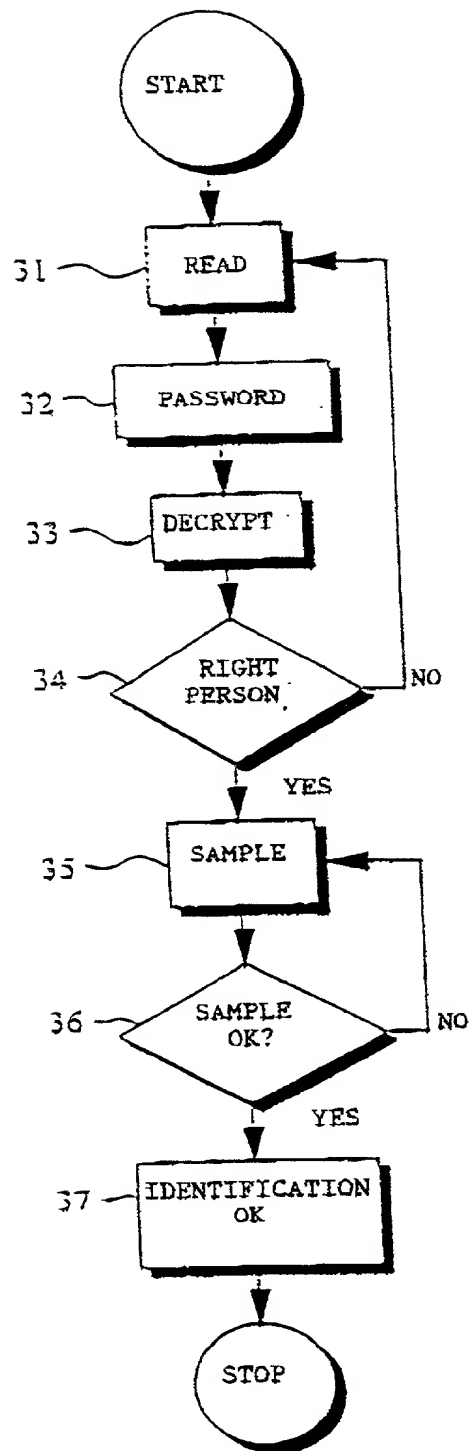 START
31
READ
32
PASSWORD
33
DECRYPT
34
RIGHT
PERSON
NO
YES
35
SAMPLE
36
SAMPLE
OK?
NO
YES
37
IDENTIFICATION
OK
STOP